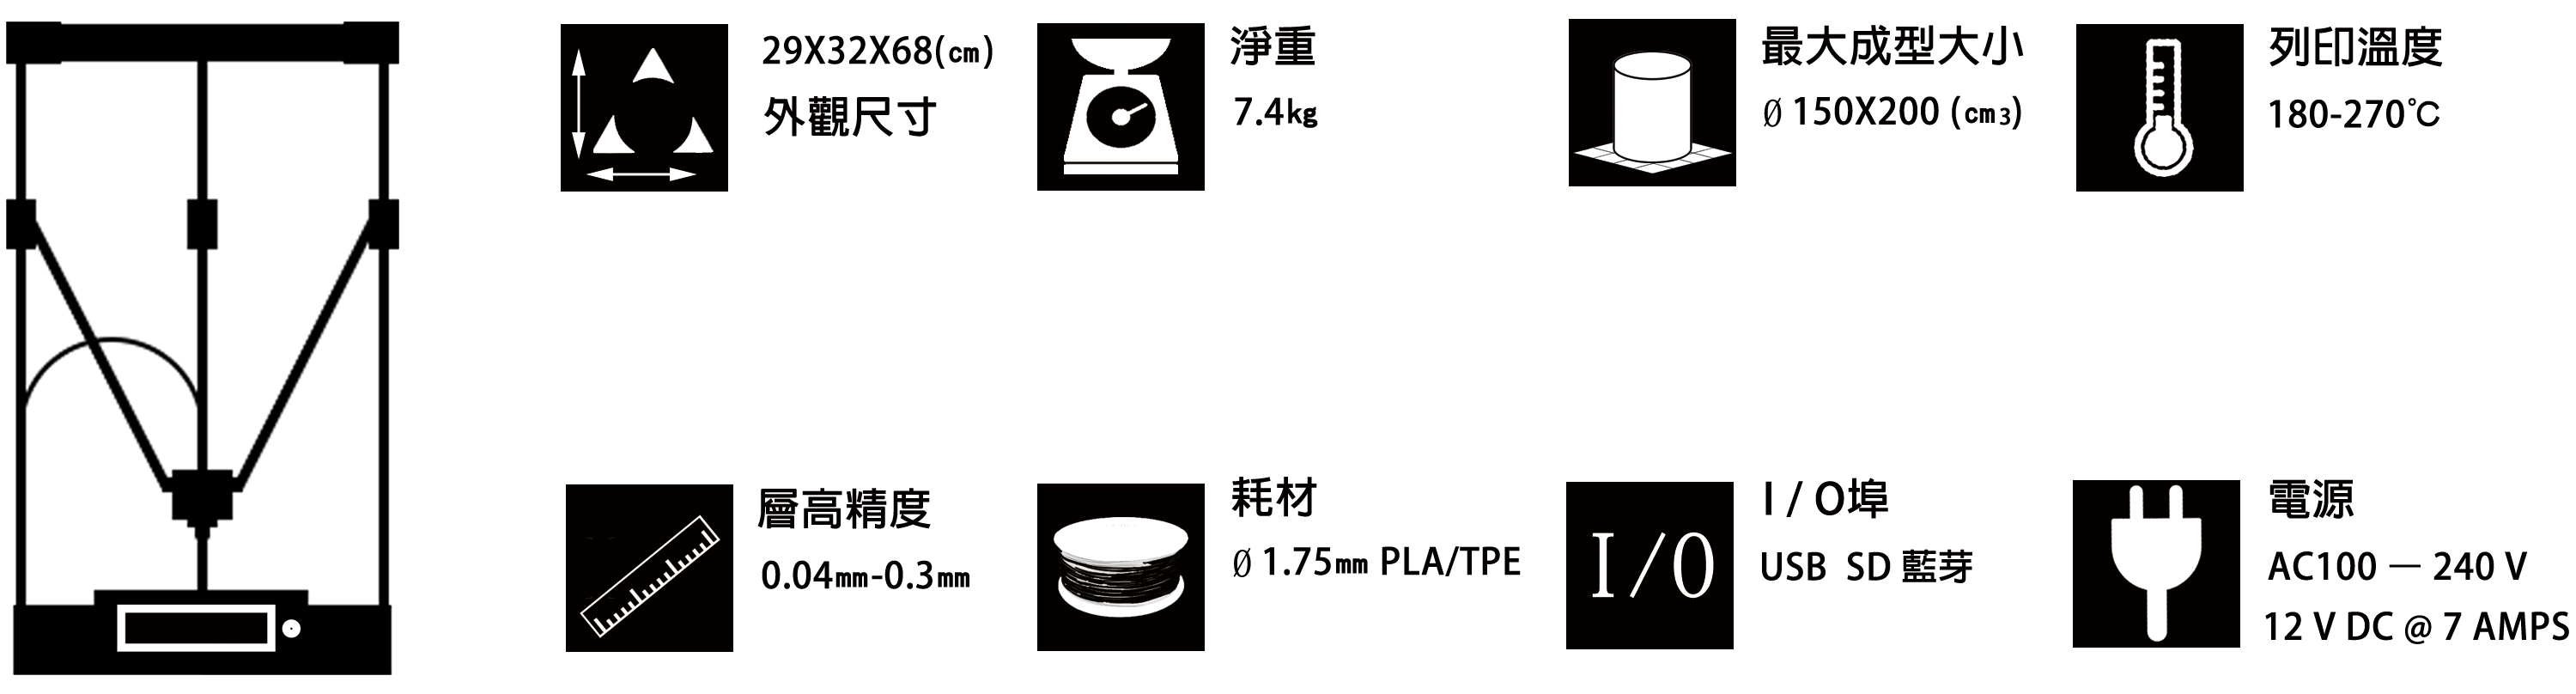 29X32X68(cm)
外觀尺寸
淨重
7.4kg
最大成型大小
Ø 150X200 (cm3)
列印溫度
180-270℃
層高精度
0.04mm-0.3mm
耗材
Ø 1.75mm PLA/TPE
I/O
I / O埠
USB SD 藍芽
電源
AC100 — 240 V
12 V DC @ 7 AMPS